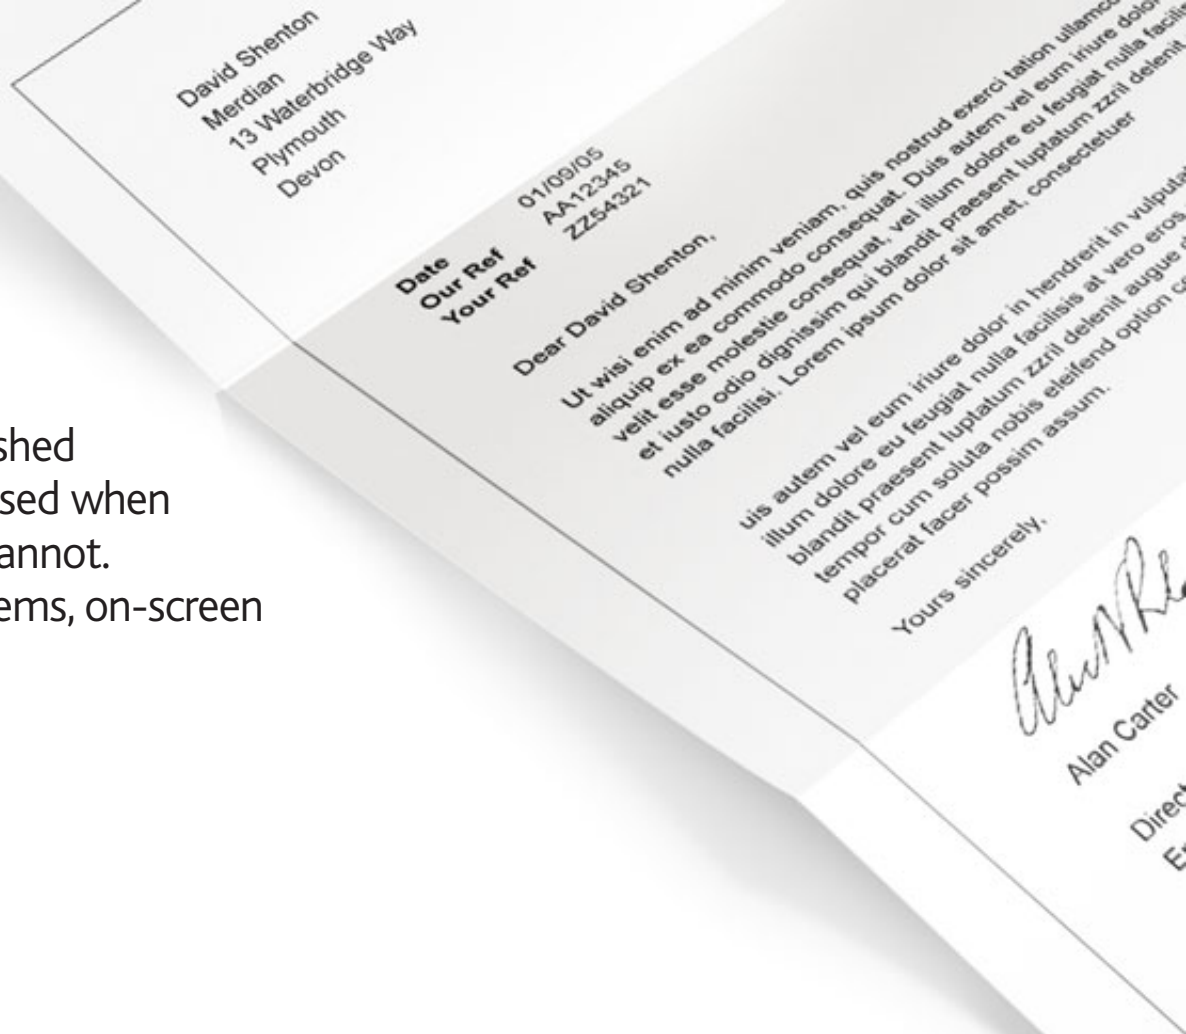 David Shenton
Merdian
13 Waterbridge Way
Plymouth
Devon
Date 01/09/05
Our Ref AA12345
Your Ref ZZ54321
Dear David Shenton,
Ut wisi enim ad minim veniam, quis nostrud exerci tation ullamco
aliquip ex ea commodo consequat. Duis autem vel eum iriure dolo
velit esse molestie consequat, vel illum dolore eu feugiat nulla facilis
et iusto odio dignissim qui blandit praesent luptatum zzril delenit
nulla facilisi. Lorem ipsum dolor sit amet, consectetuer
uis autem vel eum iriure dolor in hendrerit in vulputat
illum dolore eu feugiat nulla facilisis at vero eros
blandit praesent luptatum zzril delenit augue d
tempor cum soluta nobis eleifend option co
placerat facer possim assum.
Yours sincerely,
Alan Carter
Direct
shed
sed when
annot.
ems, on-screen